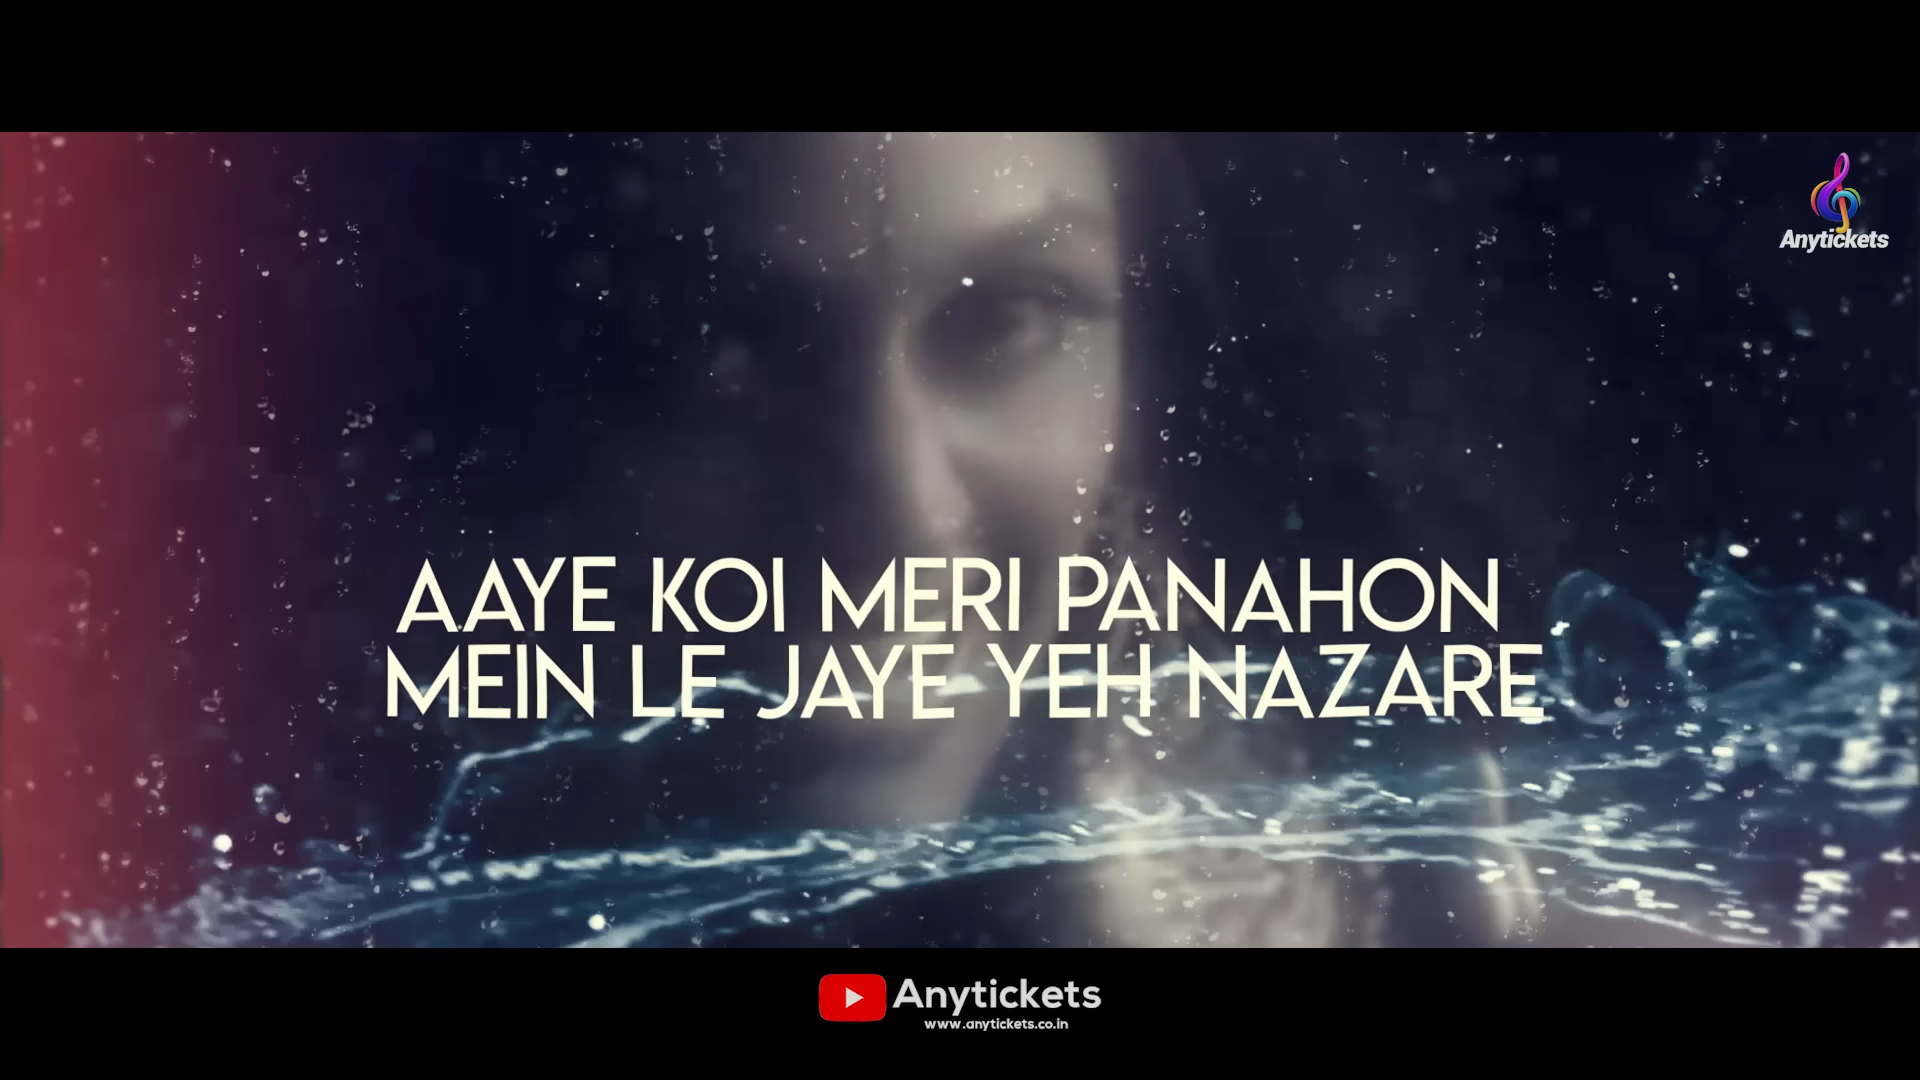 Anytickets
AAYE KOI MERI PANAHON
MEIN LE JAYE YEH NAZARE
Anytickets
www.anytickets.co.in